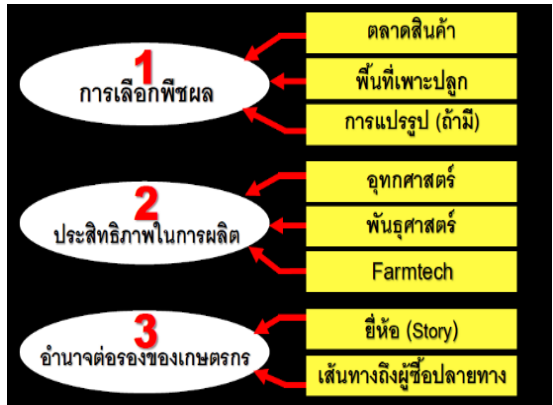 1
การเลือกพืชผล
ตลาดสินค้า
พื้นที่เพาะปลูก
การแปรรูป (ถ้ามี)
2
ประสิทธิภาพในการผลิต
อุทกศาสตร์
พันธุศาสตร์
Farmtech
3
อำนาจต่อรองของเกษตรกร
ยี่ห้อ (Story)
เส้นทางถึงผู้ซื้อปลายทาง